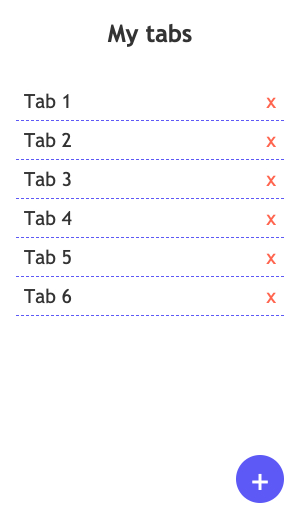 My tabs
Tab 1 x
Tab 2 x
Tab 3 x
Tab 4 x
Tab 5 x
Tab 6 x
+